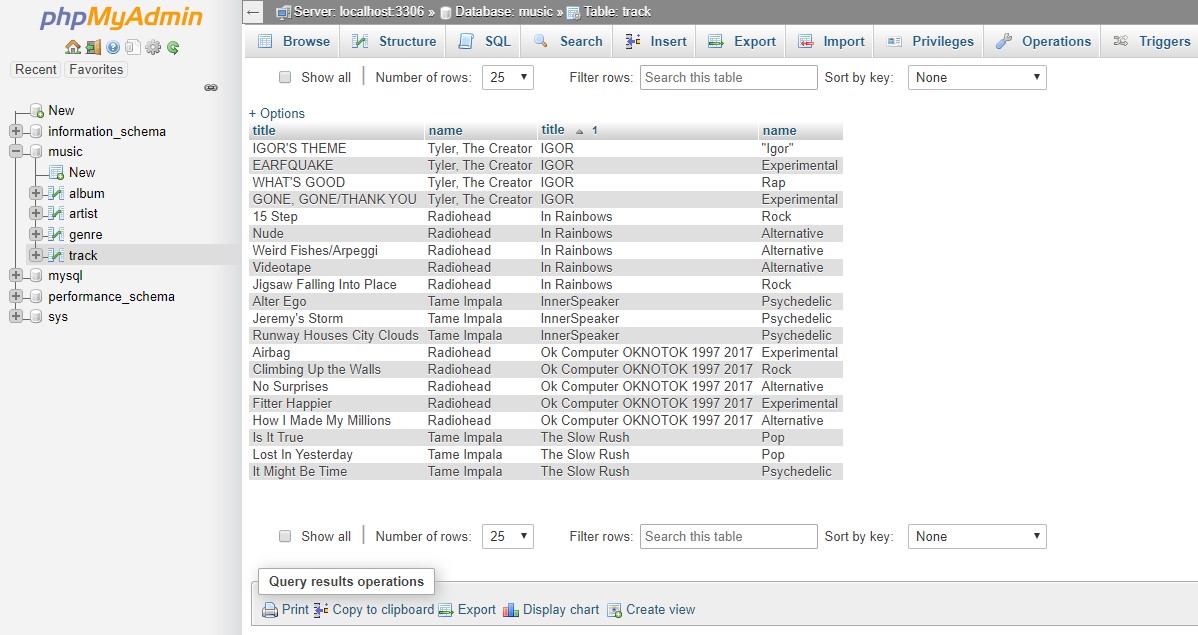 phpMyAdmin
Recent Favorites
New
information_schema
music
New
album
artist
genre
track
mysql
performance_schema
sys
← Server: localhost:3306 » Database: music » Table: track
Browse Structure SQL Search Insert Export Import Privileges Operations Triggers
Show all Number of rows: 25 Filter rows: Search this table Sort by key: None
+ Options
title name title 1 name
IGOR'S THEME Tyler, The Creator IGOR "Igor"
EARFQUAKE Tyler, The Creator IGOR Experimental
WHAT'S GOOD Tyler, The Creator IGOR Rap
GONE, GONE/THANK YOU Tyler, The Creator IGOR Experimental
15 Step Radiohead In Rainbows Rock
Nude Radiohead In Rainbows Alternative
Weird Fishes/Arpeggi Radiohead In Rainbows Alternative
Videotape Radiohead In Rainbows Alternative
Jigsaw Falling Into Place Radiohead In Rainbows Rock
Alter Ego Tame Impala InnerSpeaker Psychedelic
Jeremy's Storm Tame Impala InnerSpeaker Psychedelic
Runway Houses City Clouds Tame Impala InnerSpeaker Psychedelic
Airbag Radiohead Ok Computer OKNOTOK 1997 2017 Experimental
Climbing Up the Walls Radiohead Ok Computer OKNOTOK 1997 2017 Rock
No Surprises Radiohead Ok Computer OKNOTOK 1997 2017 Alternative
Fitter Happier Radiohead Ok Computer OKNOTOK 1997 2017 Experimental
How I Made My Millions Radiohead Ok Computer OKNOTOK 1997 2017 Alternative
Is It True Tame Impala The Slow Rush Pop
Lost In Yesterday Tame Impala The Slow Rush Pop
It Might Be Time Tame Impala The Slow Rush Psychedelic
Show all Number of rows: 25 Filter rows: Search this table Sort by key: None
Query results operations
Print Copy to clipboard Export Display chart Create view